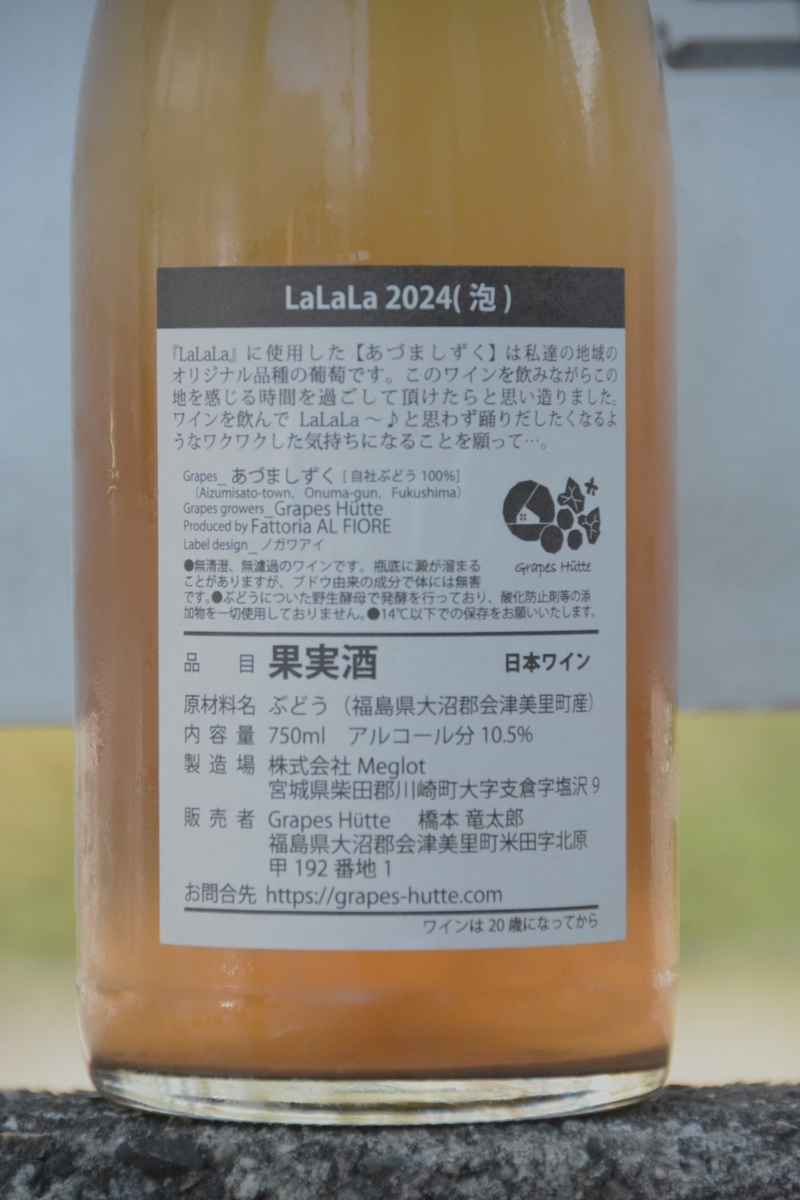 LaLaLa 2024(泡)
『LaLaLa』に使用した【あづましずく】は私達の地域の
オリジナル品種の葡萄です。このワインを飲みながらこの
地を感じる時間を過ごして頂けたらと思い造りました。
ワインを飲んで LaLaLa ～♪と思わず踊りだしたくなるよ
うなワクワクした気持ちになることを願って…。
Grapes_ あづましずく [自社ぶどう 100%]
(Aizumisato-town, Onuma-gun, Fukushima)
Grapes growers_Grapes Hütte
Produced by Fattoria AL FIORE
Label design_ノガワアイ
Grapes Hütte
●無清澄、無濾過のワインです。瓶底に澱が溜まる
ことがありますが、ブドウ由来の成分で体には無害
です。●ぶどうについた野生酵母で発酵を行っており、酸化防止剤等の添
加物を一切使用しておりません。●14℃以下での保存をお願いいたします。
品目 果実酒 日本ワイン
原材料名 ぶどう（福島県大沼郡会津美里町産）
内容量 750ml アルコール分 10.5%
製造場 株式会社 Meglot
宮城県柴田郡川崎町大字支倉字塩沢 9
販売者 Grapes Hütte 橋本 竜太郎
福島県大沼郡会津美里町米田字北原
甲 192 番地 1
お問合先 https://grapes-hutte.com
ワインは 20 歳になってから